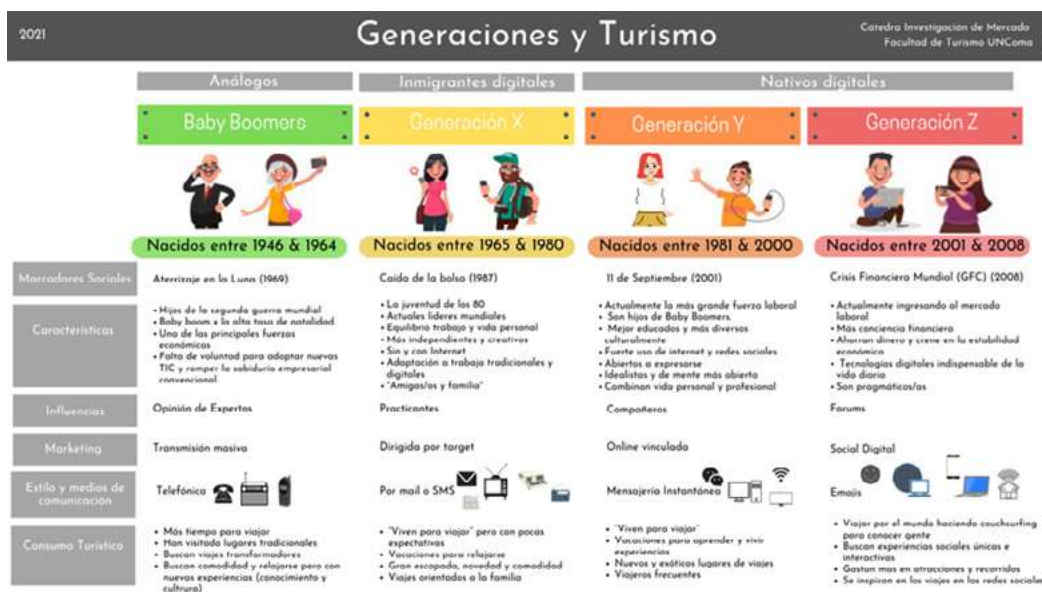 2021
Generaciones y Turismo
Cátedra Investigación de Mercado
Facultad de Turismo UNComa
Análogos
Inmigrantes digitales
Nativos digitales
Baby Boomers
Generación X
Generación Y
Generación Z
Nacidos entre 1946 & 1964
Nacidos entre 1965 & 1980
Nacidos entre 1981 & 2000
Nacidos entre 2001 & 2008
Marcadores Sociales
Aterrizaje en la Luna (1969)
Caída de la bolsa (1987)
11 de Septiembre (2001)
Crisis Financiera Mundial (GFC) (2008)
Características
• Hijos de la segunda guerra mundial
• Baby boom x la alta tasa de natalidad
• Una de las principales fuerzas
económicas
• Falta de voluntad para adoptar nuevas
TIC y romper la sabiduría empresarial
convencional
• La juventud de los 80
• Actuales líderes mundiales
• Equilibrio trabajo y vida personal
• Más independientes y creativos
• Sin y con Internet
• Adaptación a trabajo tradicionales y
digitales
• "Amigas/os y familia"
• Actualmente la más grande fuerza laboral
• Son hijos de Baby Boomers.
• Mejor educados y más diversos
culturalmente
• Fuerte uso de internet y redes sociales
• Abiertos a expresarse
• Idealistas y de mente más abierta
• Combinan vida personal y profesional
• Actualmente ingresando al mercado
laboral
• Más conciencia financiera
• Ahorran dinero y creen en la estabilidad
económica
• Tecnologías digitales indispensable de la
vida diaria
• Son pragmáticos/as
Influencias
Opinión de Expertos
Practicantes
Compañeros
Forums
Marketing
Transmisión masiva
Dirigida por target
Online vinculada
Social Digital
Estilo y medios de
comunicación
Telefónica
Por mail o SMS
Mensajería Instantánea
Emojis
Consumo Turístico
• Más tiempo para viajar
• Han visitado lugares tradicionales
• Buscan viajes transformadores
• Buscan comodidad y relajarse pero con
nuevas experiencias (conocimiento y
cultrura)
• "Viven para viajar" pero con pocas
expectativas
• Vacaciones para relajarse
• Gran escapada, novedad y comodidad
• Viajes orientados a la familia
• "Viven para viajar"
• Vacaciones para aprender y vivir
experiencias
• Nuevos y exóticos lugares de viajes
• Viajeros frecuentes
• Viajar por el mundo haciendo couchsurfing
para conocer gente
• Buscan experiencias sociales únicas e
interactivas
• Gastan mas en atracciones y recorridos
• Se inspiran en los viajes en las redes sociales